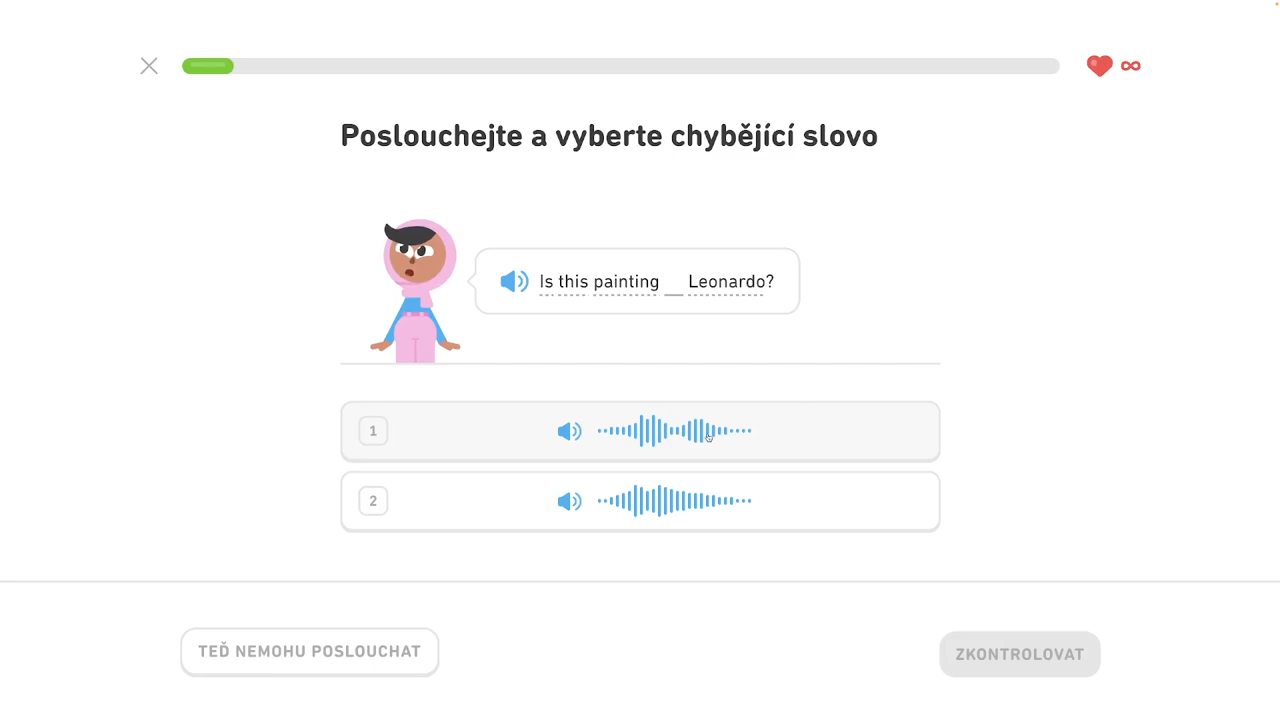 Poslouchejte a vyberte chybějící slovo
Is this painting __ Leonardo?
1
2
TEĎ NEMOHU POSLOUCHAT
ZKONTROLOVAT